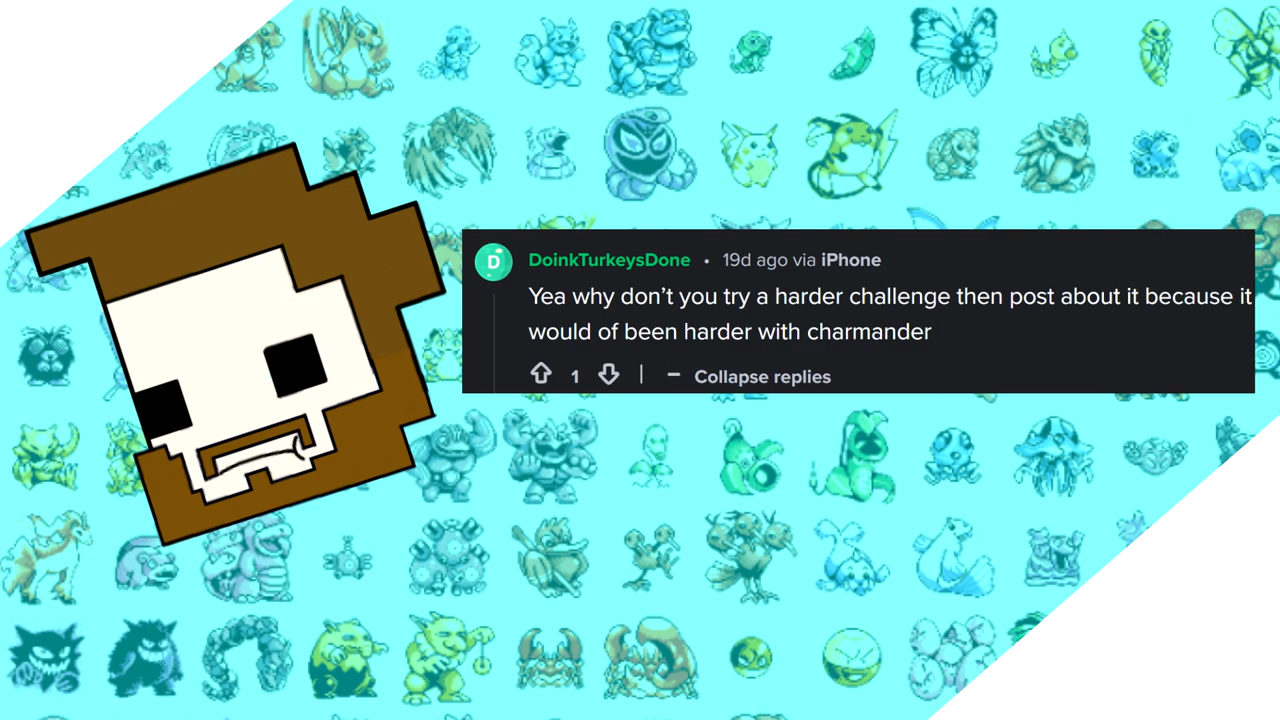 D DoinkTurkeysDone • 19d ago via iPhone
Yea why don’t you try a harder challenge then post about it because it
would of been harder with charmander
1 | − Collapse replies